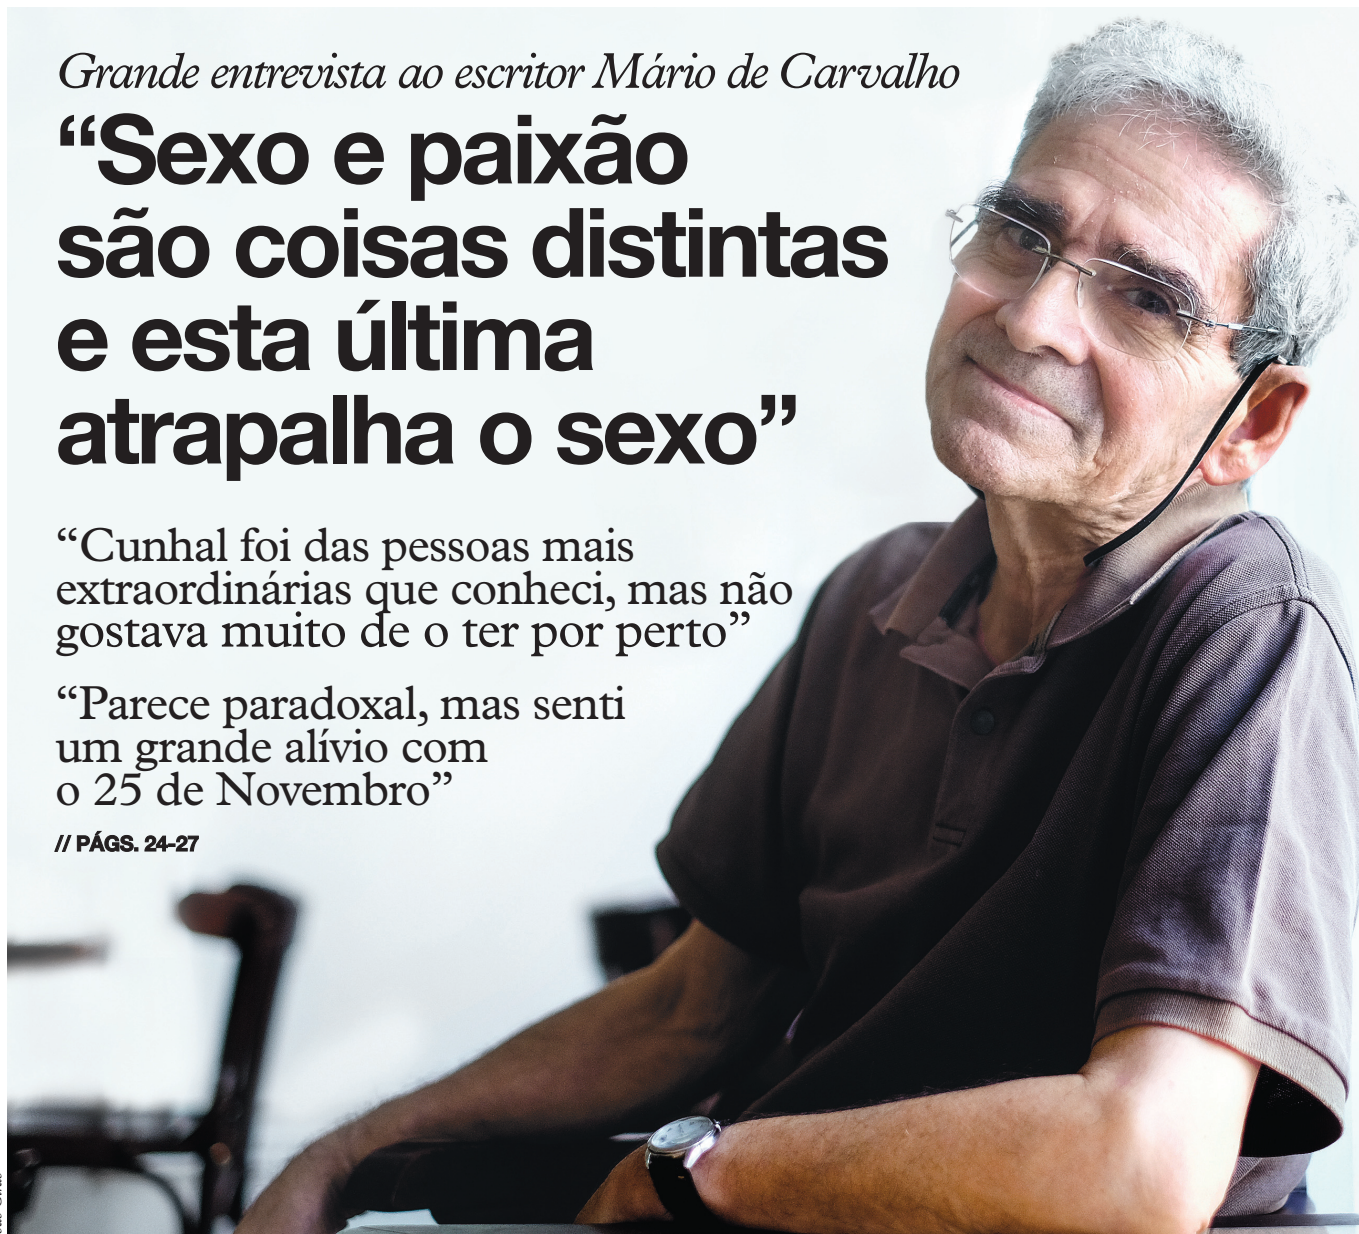 Grande entrevista ao escritor Mário de Carvalho
“Sexo e paixão
são coisas distintas
e esta última
atrapalha o sexo”
“Cunhal foi das pessoas mais
extraordinárias que conheci, mas não
gostava muito de o ter por perto”
“Parece paradoxal, mas senti
um grande alívio com
o 25 de Novembro”
// PÁGS. 24-27